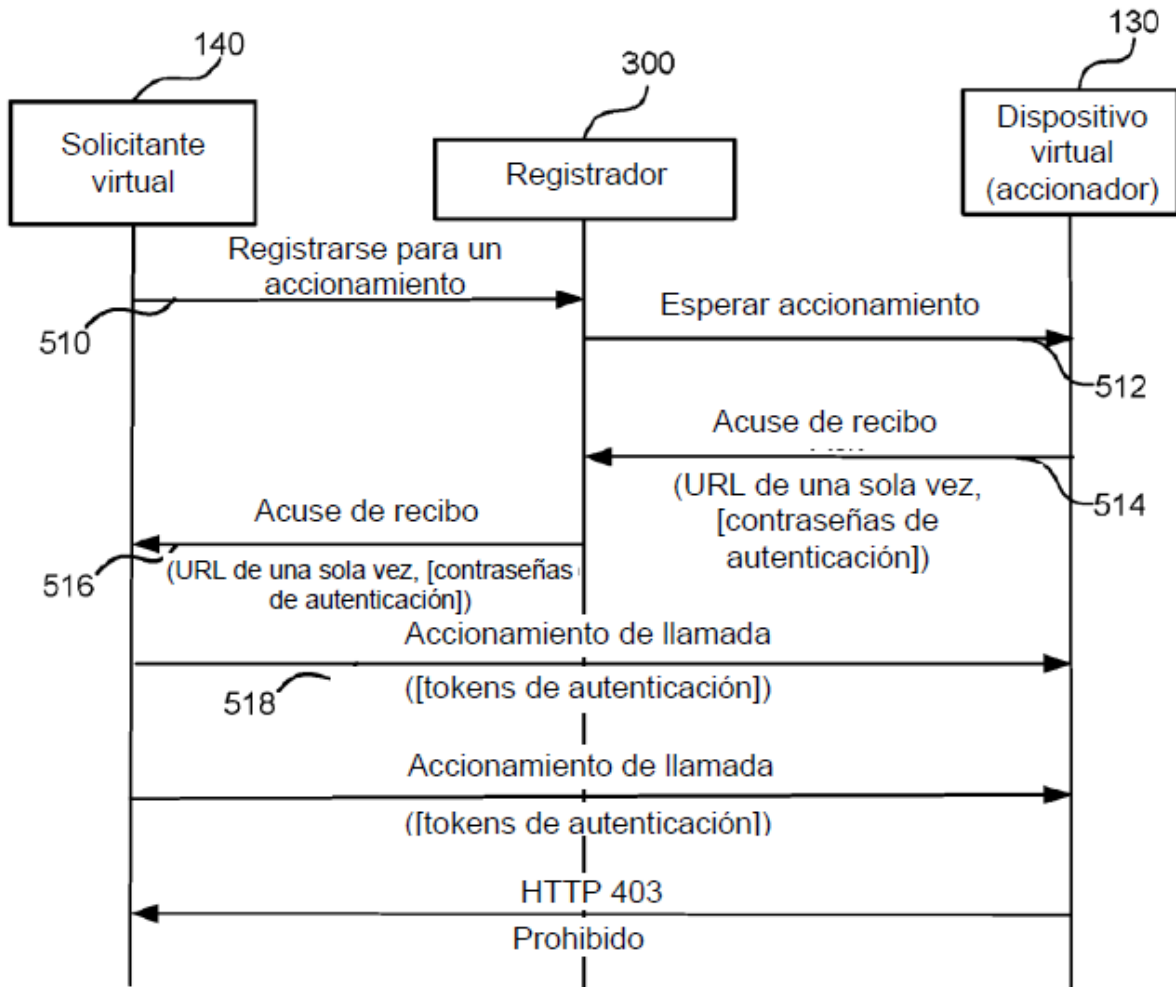 140
300
130
Solicitante
virtual
Registrador
Dispositivo
virtual
(accionador)
Registrarse para un
accionamiento
510
Esperar accionamiento
512
Acuse de recibo
(URL de una sola vez,
[contraseñas de
autenticación])
514
Acuse de recibo
516
(URL de una sola vez, [contraseñas
de autenticación])
Accionamiento de llamada
518
([tokens de autenticación])
Accionamiento de llamada
([tokens de autenticación])
HTTP 403
Prohibido